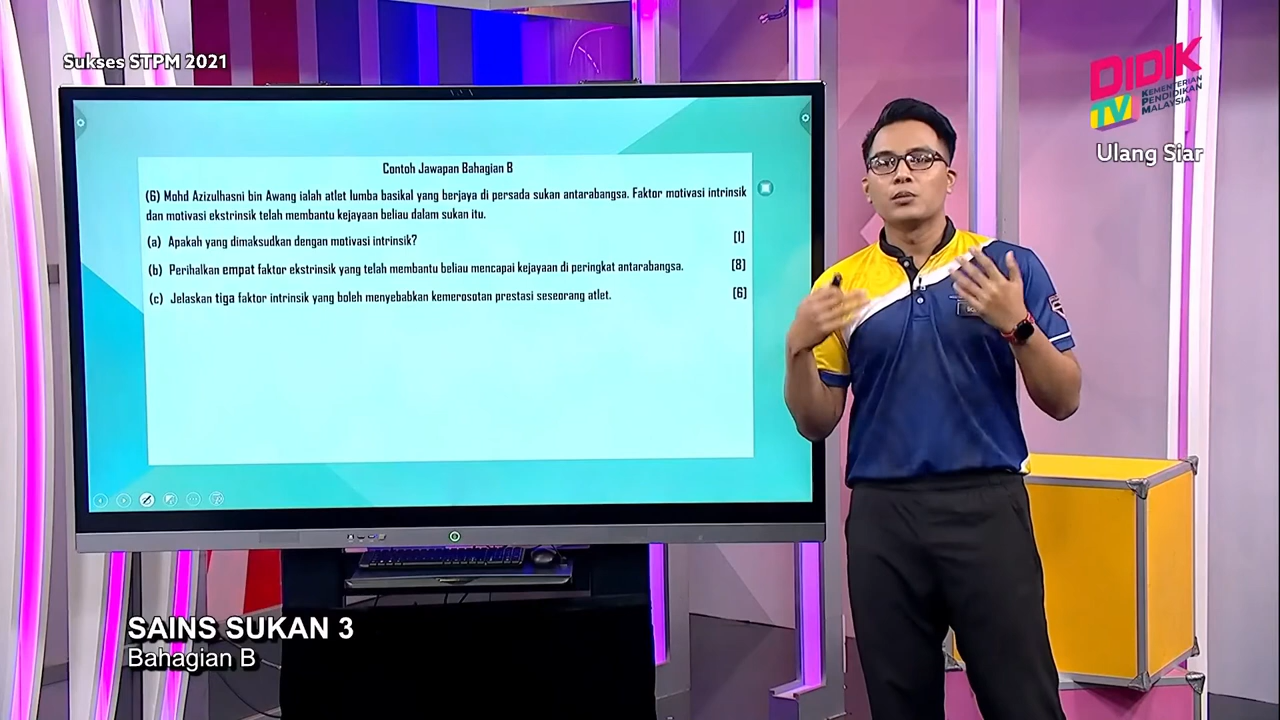 Sukses STPM 2021
DIDIK
TV
KEMENTERIAN
PENDIDIKAN
MALAYSIA
Ulang Siar
Contoh Jawapan Bahagian B
(6) Mohd Azizulhasni bin Awang ialah atlet lumba basikal yang berjaya di persada sukan antarabangsa. Faktor motivasi intrinsik
dan motivasi ekstrinsik telah membantu kejayaan beliau dalam sukan itu.
(a) Apakah yang dimaksudkan dengan motivasi intrinsik? [1]
(b) Perihalkan empat faktor ekstrinsik yang telah membantu beliau mencapai kejayaan di peringkat antarabangsa. [8]
(c) Jelaskan tiga faktor intrinsik yang boleh menyebabkan kemerosotan prestasi seseorang atlet. [6]
SAINS SUKAN 3
Bahagian B